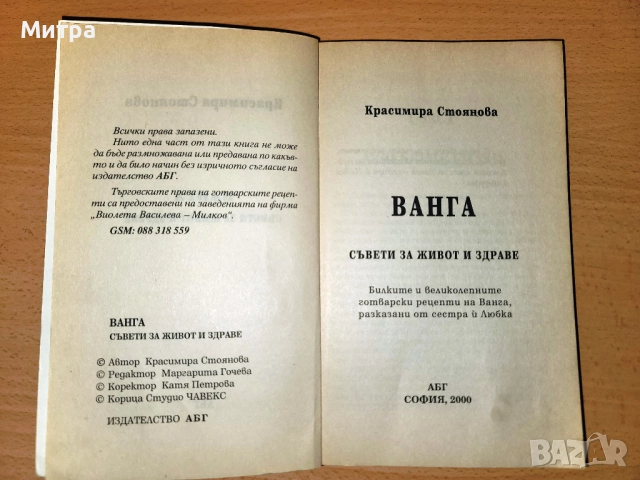 Митра
Всички права запазени.
Нито една част от тази книга не може
да бъде размножавана или предавана по какъв-
то и да било начин без изричното съгласие на
издателство АБГ.
Търговските права на готварските рецеп-
ти са предоставени на заведенията на фирма
„Виолета Василева – Милков".
GSM: 088 318 559
ВАНГА
СЪВЕТИ ЗА ЖИВОТ И ЗДРАВЕ
© Автор Красимира Стоянова
© Редактор Маргарита Гочева
© Коректор Катя Петрова
© Корица Студио ЧАВЕКС
ИЗДАТЕЛСТВО АБГ
Красимира Стоянова
ВАНГА
СЪВЕТИ ЗА ЖИВОТ И ЗДРАВЕ
Билките и великолепните
готварски рецепти на Ванга,
разказани от сестра ѝ Любка
АБГ
СОФИЯ, 2000
BAZAR